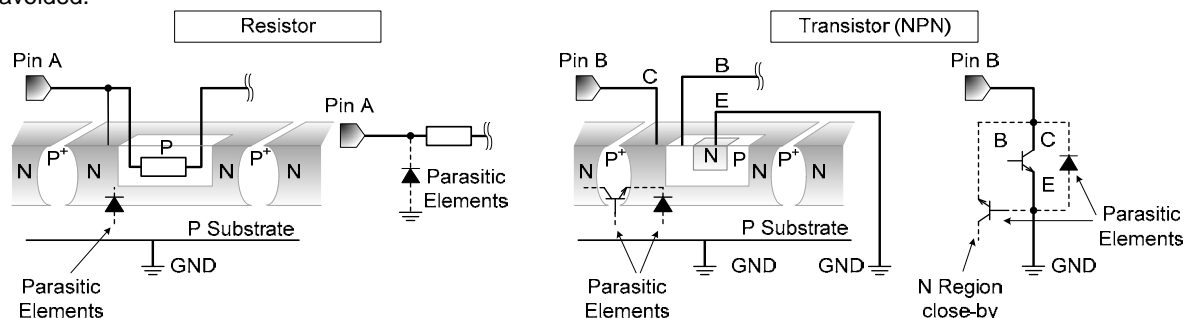 avoided.
Resistor
Transistor (NPN)
Pin A
Pin B
C
B
E
Pin B
Pin A
N
P+
N
P
N
P+
N
Parasitic
Elements
P Substrate
GND
Parasitic
Elements
N
P+
N
N
P
N
P+
N
P Substrate
GND
GND
Parasitic
Elements
B
C
E
Parasitic
Elements
GND
N Region
close-by